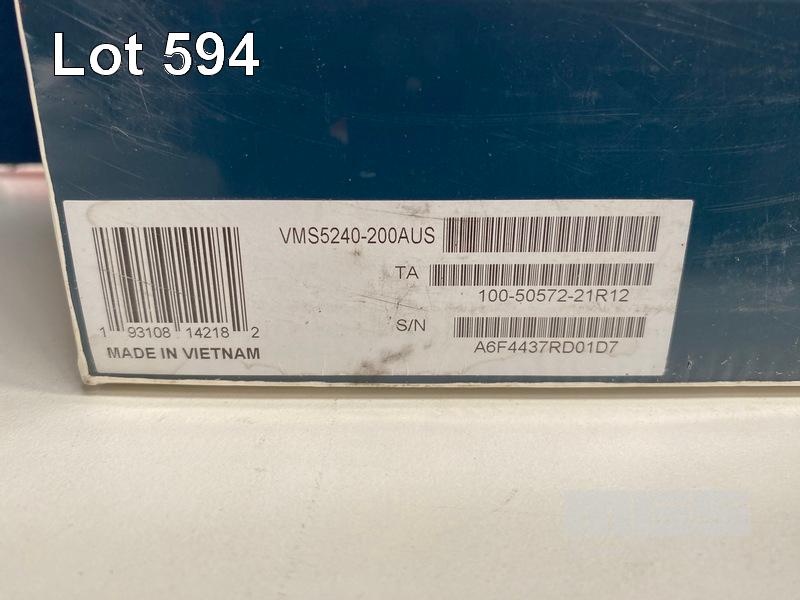 Lot 594
VMS5240-200AUS
TA
100-50572-21R12
S/N
A6F4437RD01D7
1 93108 14218 2
MADE IN VIETNAM